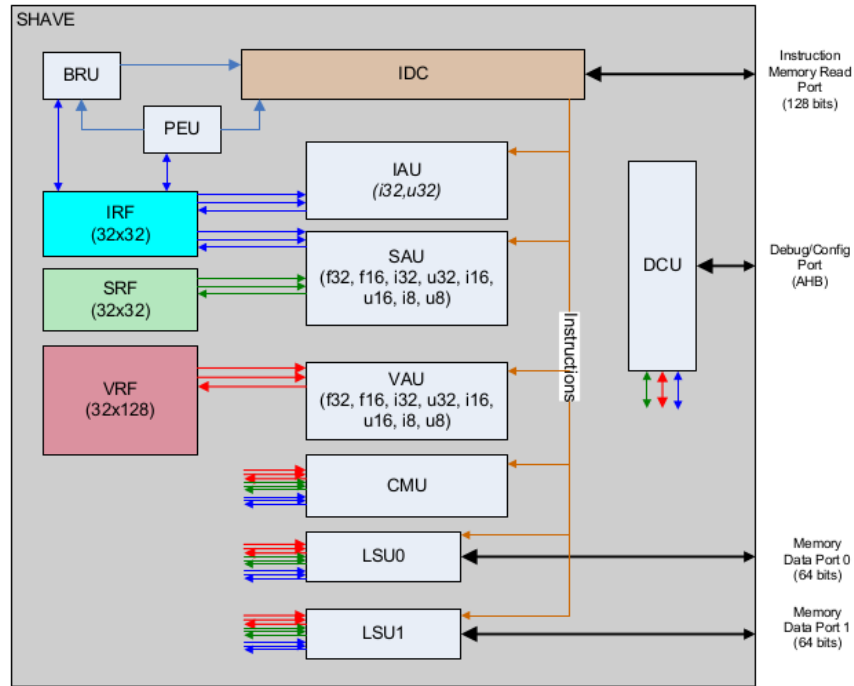 SHAVE
BRU
IDC
Instruction
Memory Read
Port
(128 bits)
PEU
IAU
(i32,u32)
IRF
(32x32)
SAU
(f32, f16, i32, u32, i16,
u16, i8, u8)
SRF
(32x32)
DCU
Debug/Config
Port
(AHB)
Instructions
VRF
(32x128)
VAU
(f32, f16, i32, u32, i16,
u16, i8, u8)
CMU
LSU0
Memory
Data Port 0
(64 bits)
LSU1
Memory
Data Port 1
(64 bits)